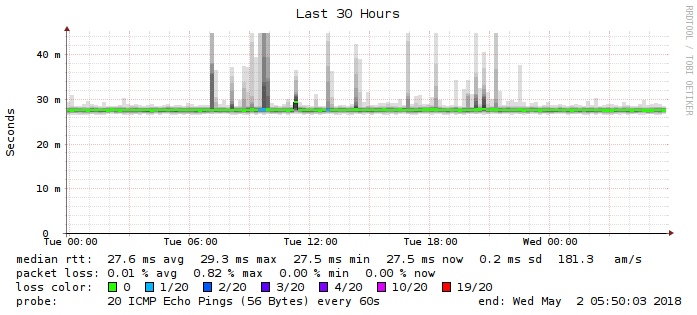 Last 30 Hours
RRDTOOL / TOBI OETIKER
Seconds
40 m
30 m
20 m
10 m
0
Tue 00:00 Tue 06:00 Tue 12:00 Tue 18:00 Wed 00:00
median rtt: 27.6 ms avg 29.3 ms max 27.5 ms min 27.5 ms now 0.2 ms sd 181.3 am/s
packet loss: 0.01 % avg 0.82 % max 0.00 % min 0.00 % now
loss color: 0 1/20 2/20 3/20 4/20 10/20 19/20
probe: 20 ICMP Echo Pings (56 Bytes) every 60s end: Wed May 2 05:50:03 2018